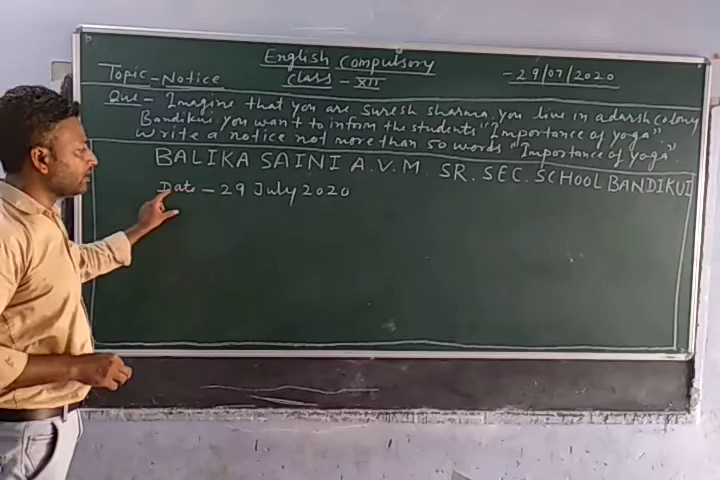 English Compulsory
Class - XII
- 29/07/2020
Topic - Notice
Que - Imagine that you are Suresh Sharma. you live in adarsh colony
Bandikui you want to inform the students "Importance of yoga"
write a notice not more than 50 words "Importance of yoga".
BALIKA SAINI A.V.M. SR. SEC. SCHOOL BANDIKUI
Date - 29 July 2020